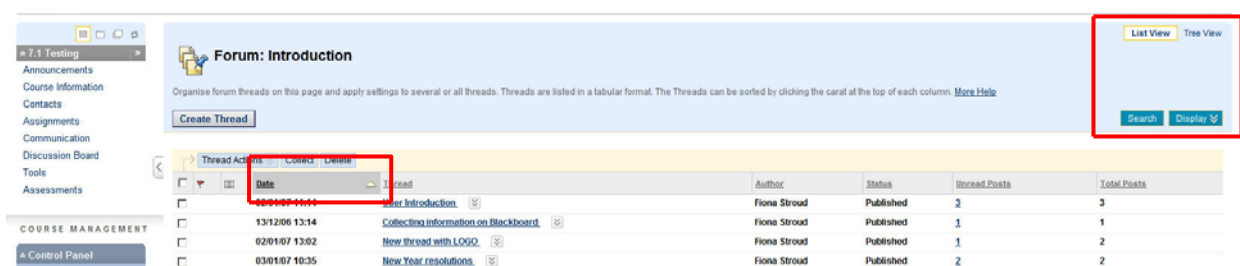 7.1 Testing
Announcements
Course Information
Contacts
Assignments
Communication
Discussion Board
Tools
Assessments
COURSE MANAGEMENT
Control Panel
List View Tree View
Forum: Introduction
Organise forum threads on this page and apply settings to several or all threads. Threads are listed in a tabular format. The Threads can be sorted by clicking the carat at the top of each column. More Help
Create Thread
Search Display
Thread Actions Collect Delete
Date Thread Author Status Unread Posts Total Posts
User Introduction Fiona Stroud Published 3 3
13/12/06 13:14 Collecting information on Blackboard Fiona Stroud Published 1 1
02/01/07 13:02 New thread with LOGO Fiona Stroud Published 1 2
03/01/07 10:35 New Year resolutions Fiona Stroud Published 2 2